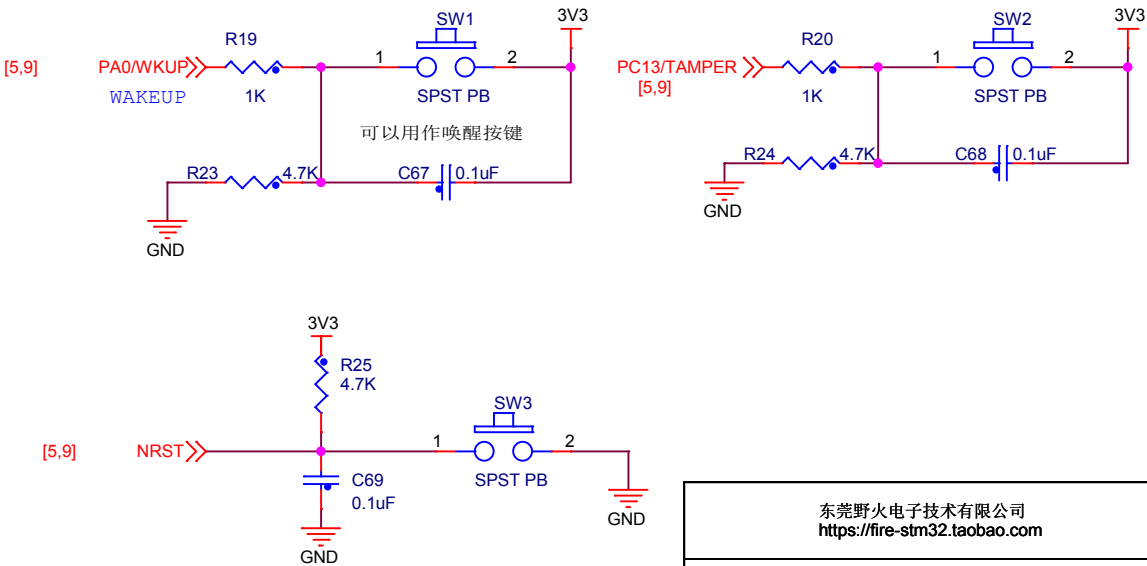 SW1
3V3
R19
[5,9]
PA0/WKUP
1
2
WAKEUP
1K
SPST PB
可以用作唤醒按键
R23
4.7K
C67
0.1uF
GND
SW2
3V3
R20
PC13/TAMPER
1
2
[5,9]
1K
SPST PB
R24
4.7K
C68
0.1uF
GND
3V3
R25
4.7K
SW3
[5,9]
NRST
1
2
SPST PB
C69
0.1uF
GND
GND
东莞野火电子技术有限公司
https://fire-stm32.taobao.com